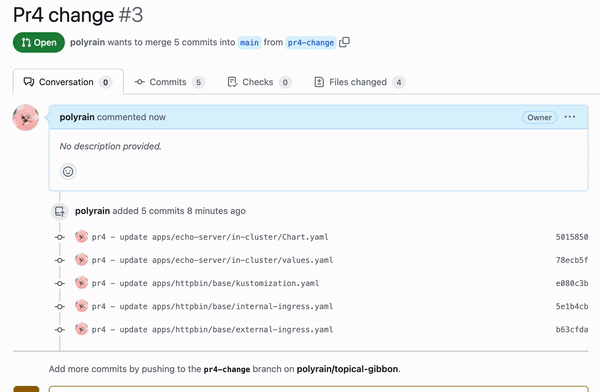 Pr4 change #3
Open polyrain wants to merge 5 commits into main from pr4-change
Conversation 0 Commits 5 Checks 0 Files changed 4
polyrain commented now Owner ...
No description provided.
polyrain added 5 commits 8 minutes ago
pr4 - update apps/echo-server/in-cluster/Chart.yaml 5015850
pr4 - update apps/echo-server/in-cluster/values.yaml 78ecb5f
pr4 - update apps/httpbin/base/kustomization.yaml e080c3b
pr4 - update apps/httpbin/base/internal-ingress.yaml 5e1b4cb
pr4 - update apps/httpbin/base/external-ingress.yaml b63cfda
Add more commits by pushing to the pr4-change branch on polyrain/topical-gibbon.